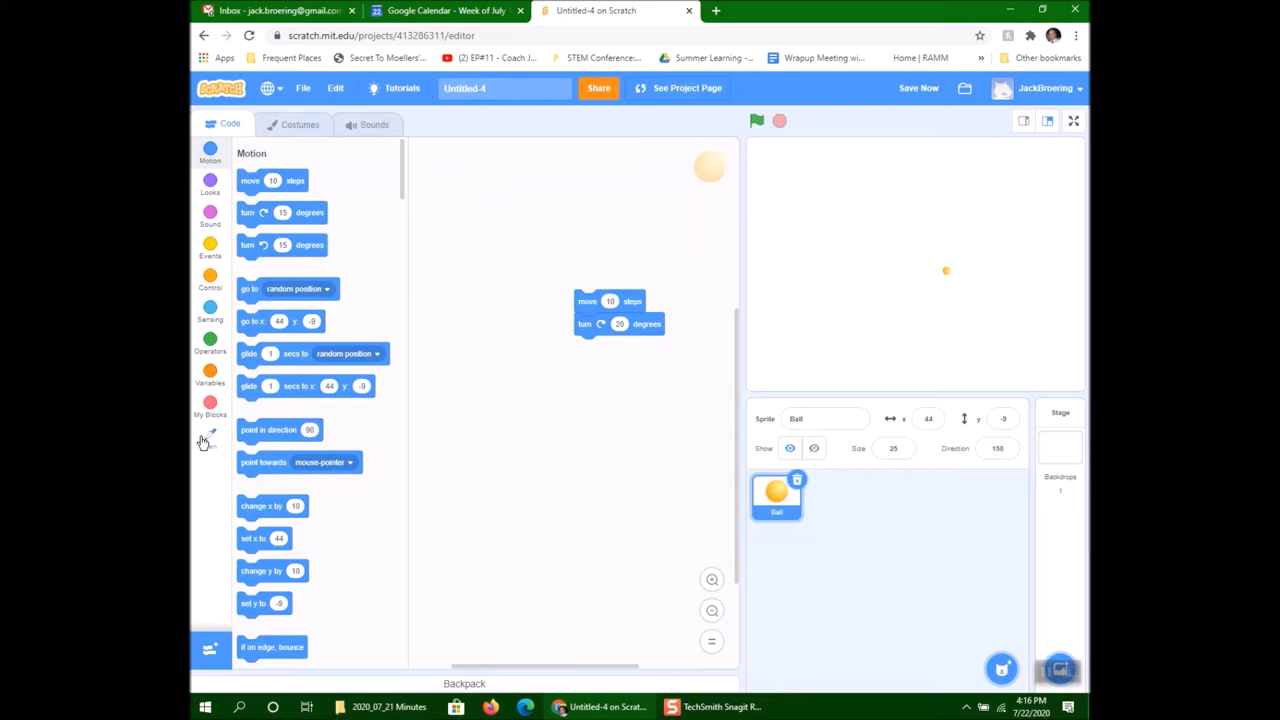 Inbox - jack.broering@gmail.com
Google Calendar - Week of July
Untitled-4 on Scratch
scratch.mit.edu/projects/413286311/editor
Apps Frequent Places Secret To Moellers'... (2) EP#11 - Coach J... STEM Conference:... Summer Learning -... Wrapup Meeting wi... Home | RAMM » Other bookmarks
SCRATCH File Edit Tutorials Untitled-4 Share See Project Page Save Now JackBroering
Code Costumes Sounds
Motion
Looks
Sound
Events
Control
Sensing
Operators
Variables
My Blocks
Motion
move 10 steps
turn 15 degrees
turn 15 degrees
go to random position
go to x: 44 y: -9
glide 1 secs to random position
glide 1 secs to x: 44 y: -9
point in direction 90
point towards mouse-pointer
change x by 10
set x to 44
change y by 10
set y to -9
if on edge, bounce
move 10 steps
turn 20 degrees
Sprite Ball x 44 y -9
Show Size 25 Direction 150
Ball
Stage
Backdrops
1
Backpack
2020_07_21 Minutes
Untitled-4 on Scrat...
TechSmith Snagit R...
4:16 PM
7/22/2020